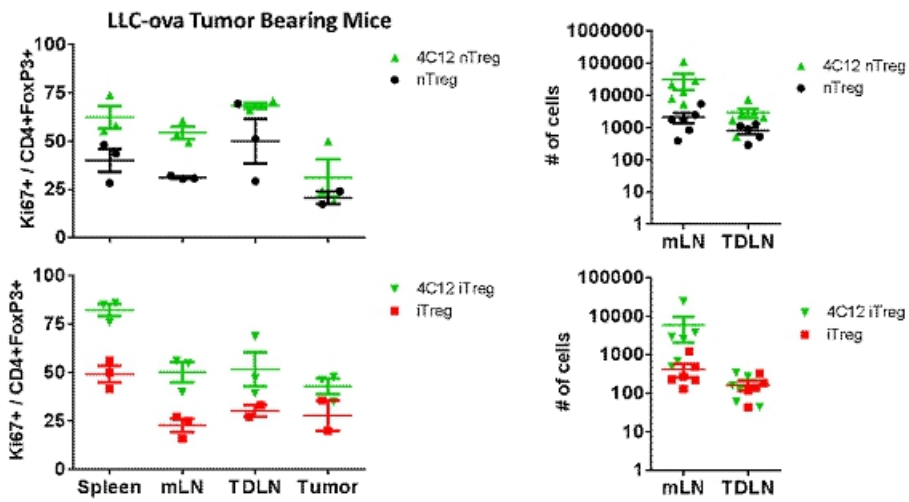 LLC-ova Tumor Bearing Mice
Ki67+ / CD4+FoxP3+
100
75
50
25
0
4C12 nTreg
nTreg
# of cells
1000000
100000
10000
1000
100
10
1
mLN TDLN
4C12 nTreg
nTreg
Ki67+ / CD4+FoxP3+
100
75
50
25
0
Spleen mLN TDLN Tumor
4C12 iTreg
iTreg
# of cells
100000
10000
1000
100
10
1
mLN TDLN
4C12 iTreg
iTreg